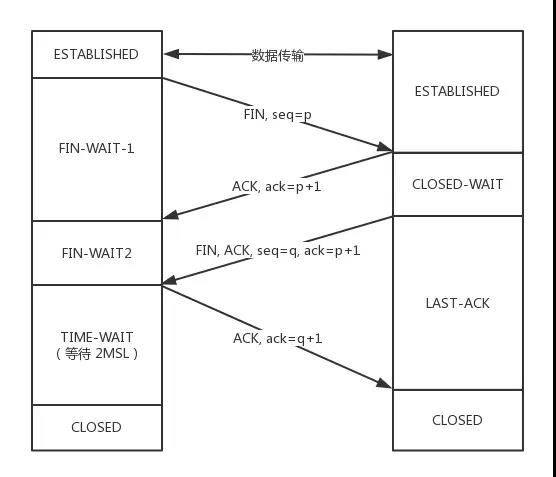 ESTABLISHED
数据传输
ESTABLISHED
FIN, seq=p
FIN-WAIT-1
ACK, ack=p+1
CLOSED-WAIT
FIN, ACK, seq=q, ack=p+1
FIN-WAIT2
LAST-ACK
TIME-WAIT
（等待 2MSL）
ACK, ack=q+1
CLOSED
CLOSED